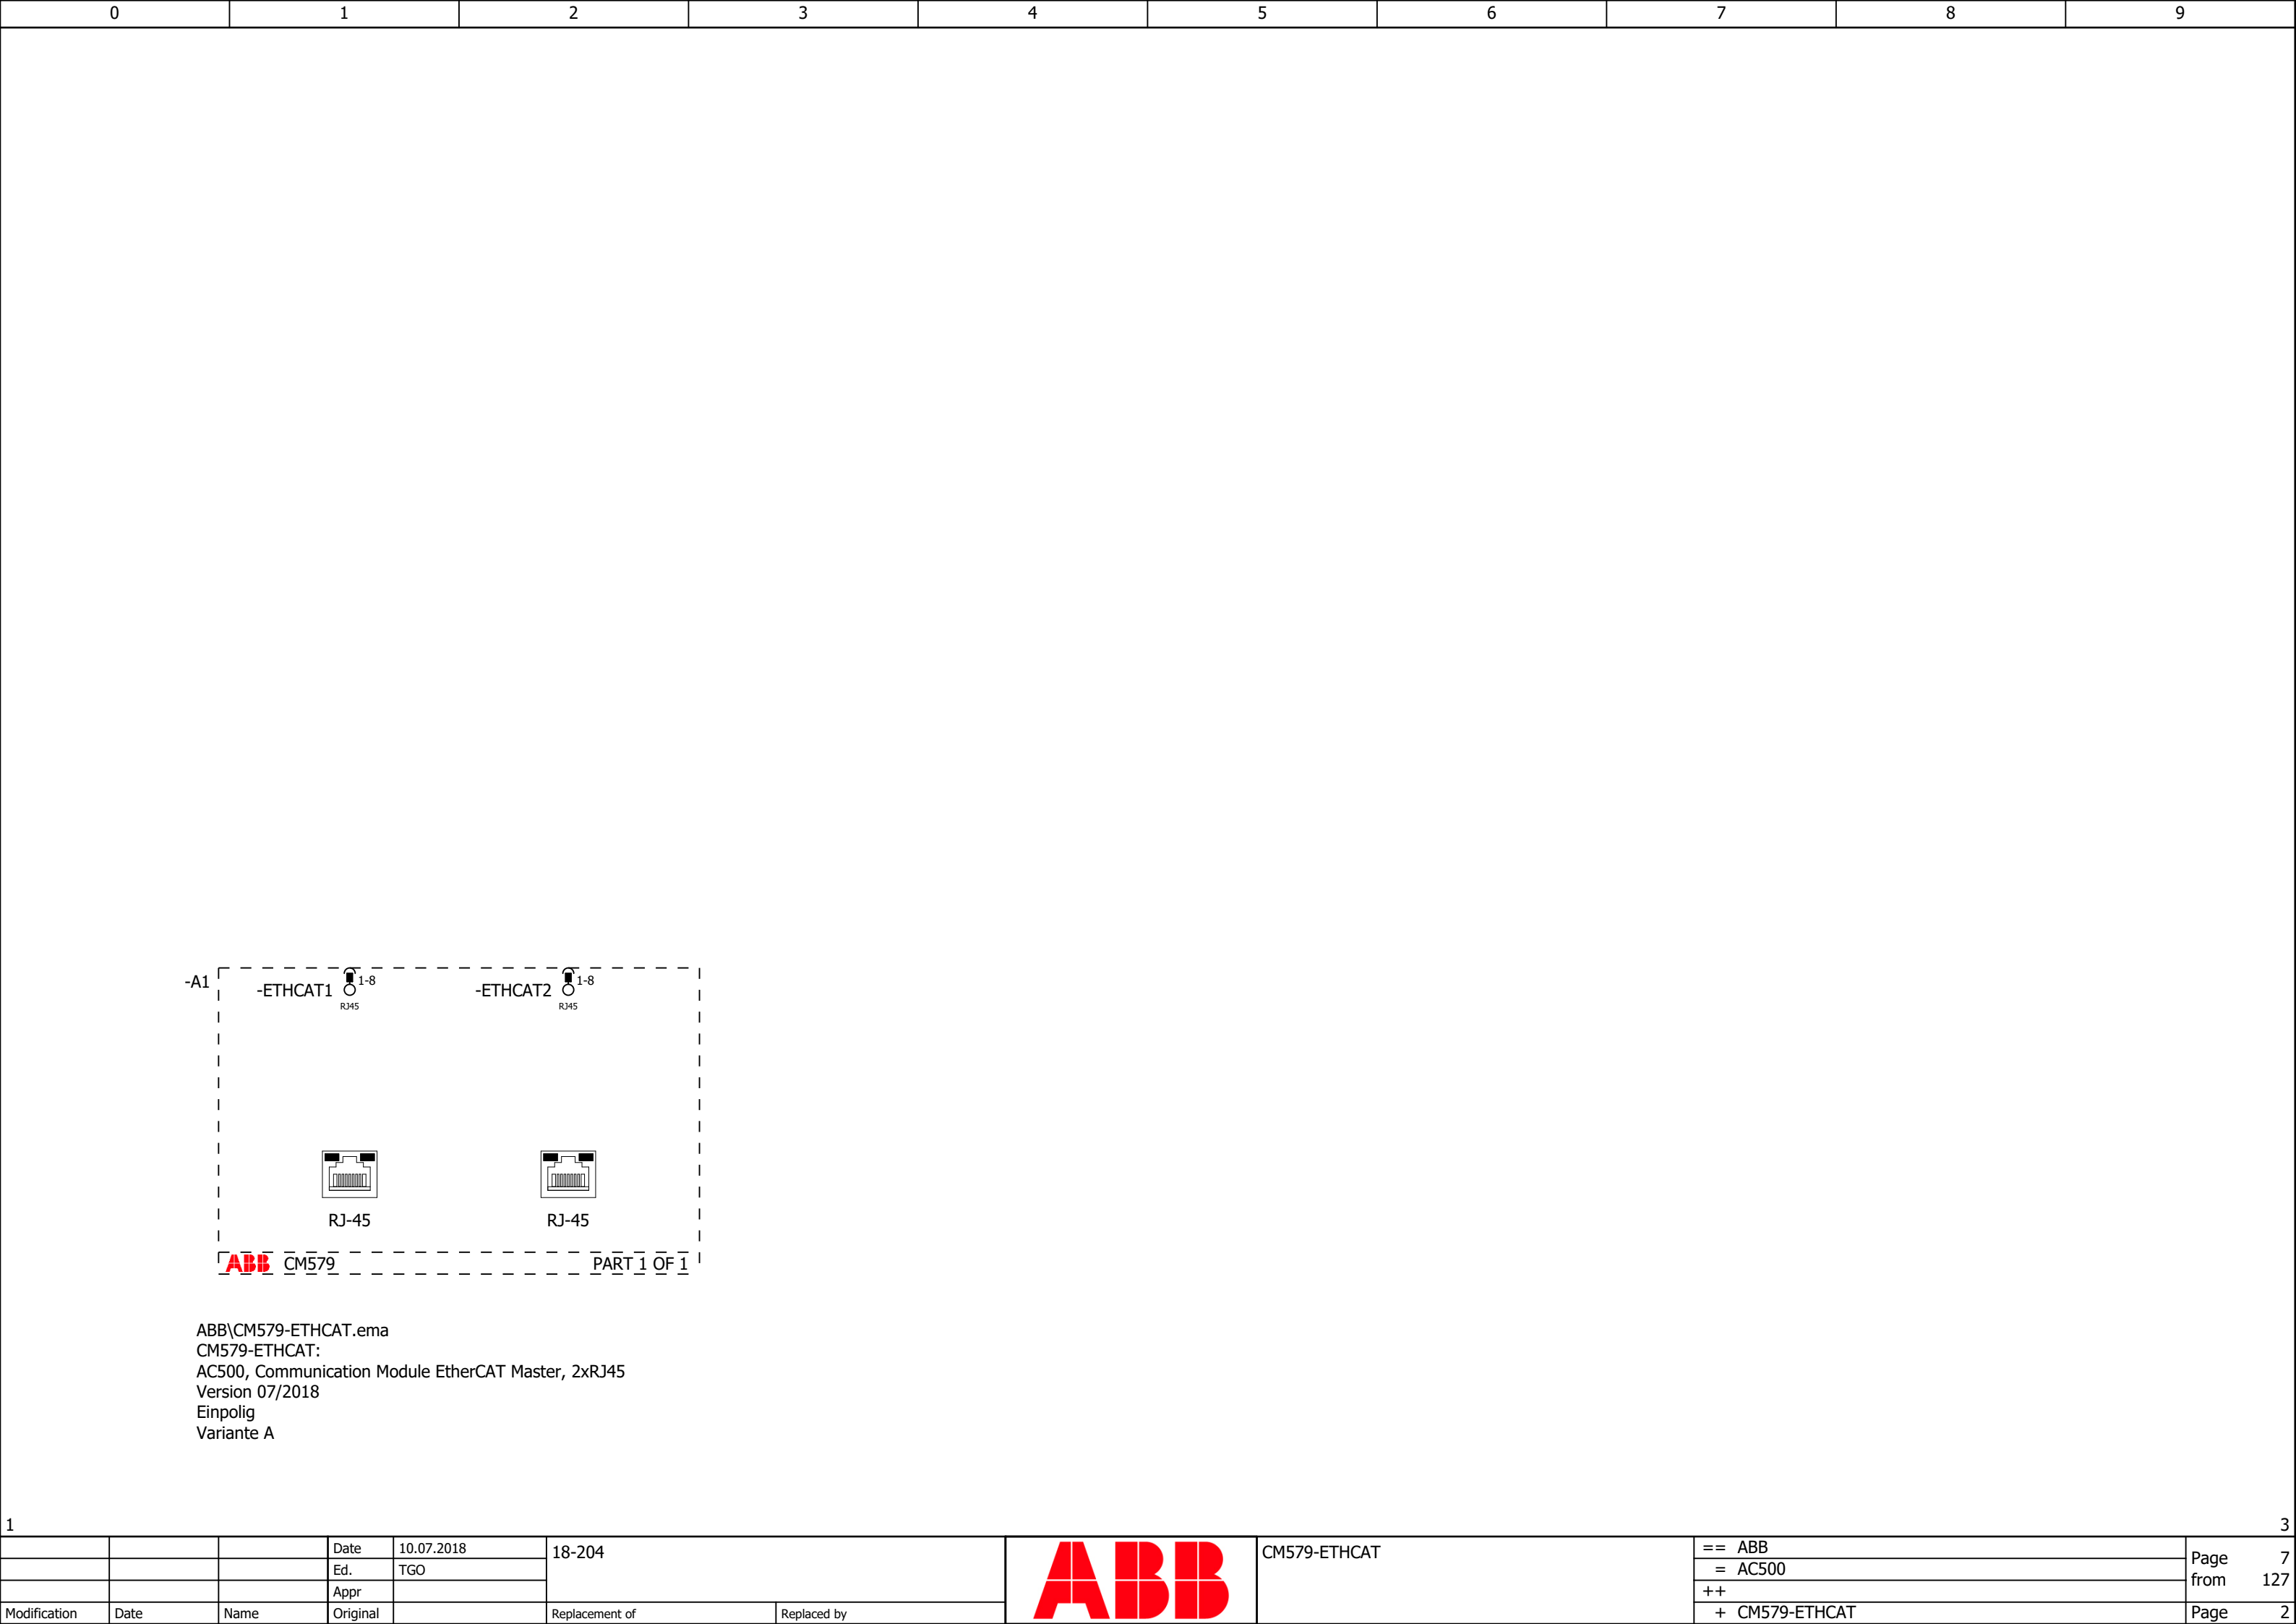 0 1 2 3 4 5 6 7 8 9
-A1
-ETHCAT1 1-8 -ETHCAT2 1-8
RJ45 RJ45
RJ-45 RJ-45
ABB CM579 PART 1 OF 1
ABB\CM579-ETHCAT.ema
CM579-ETHCAT:
AC500, Communication Module EtherCAT Master, 2xRJ45
Version 07/2018
Einpolig
Variante A
1 3
Date 10.07.2018 18-204 ABB CM579-ETHCAT == ABB Page 7
Ed. TGO = AC500 from 127
Appr ++
Modification Date Name Original Replacement of Replaced by + CM579-ETHCAT Page 2